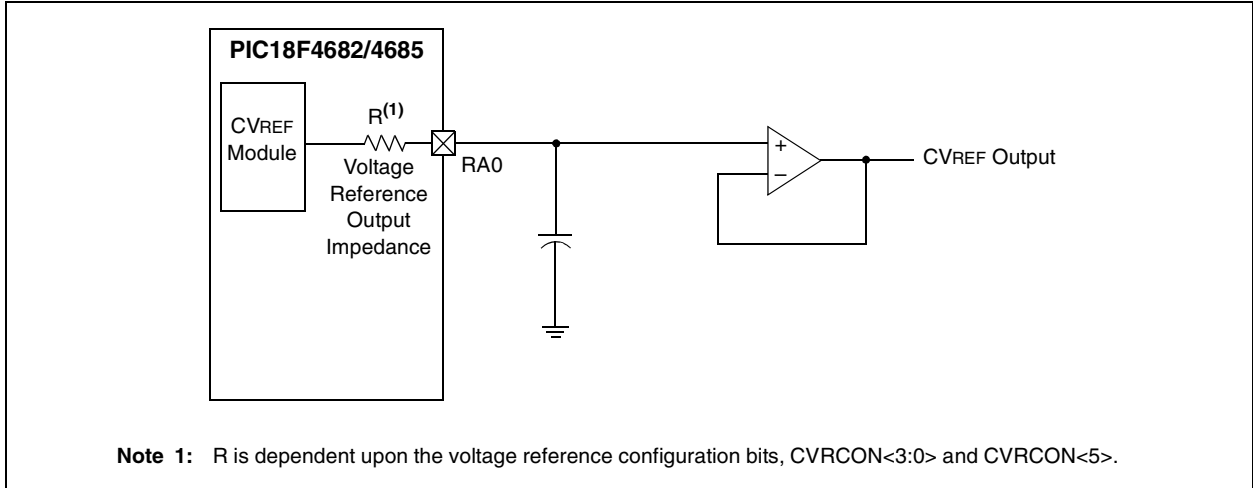 PIC18F4682/4685
CVREF
Module
R(1)
Voltage
Reference
Output
Impedance
RA0
+
–
CVREF Output
Note 1: R is dependent upon the voltage reference configuration bits, CVRCON<3:0> and CVRCON<5>.